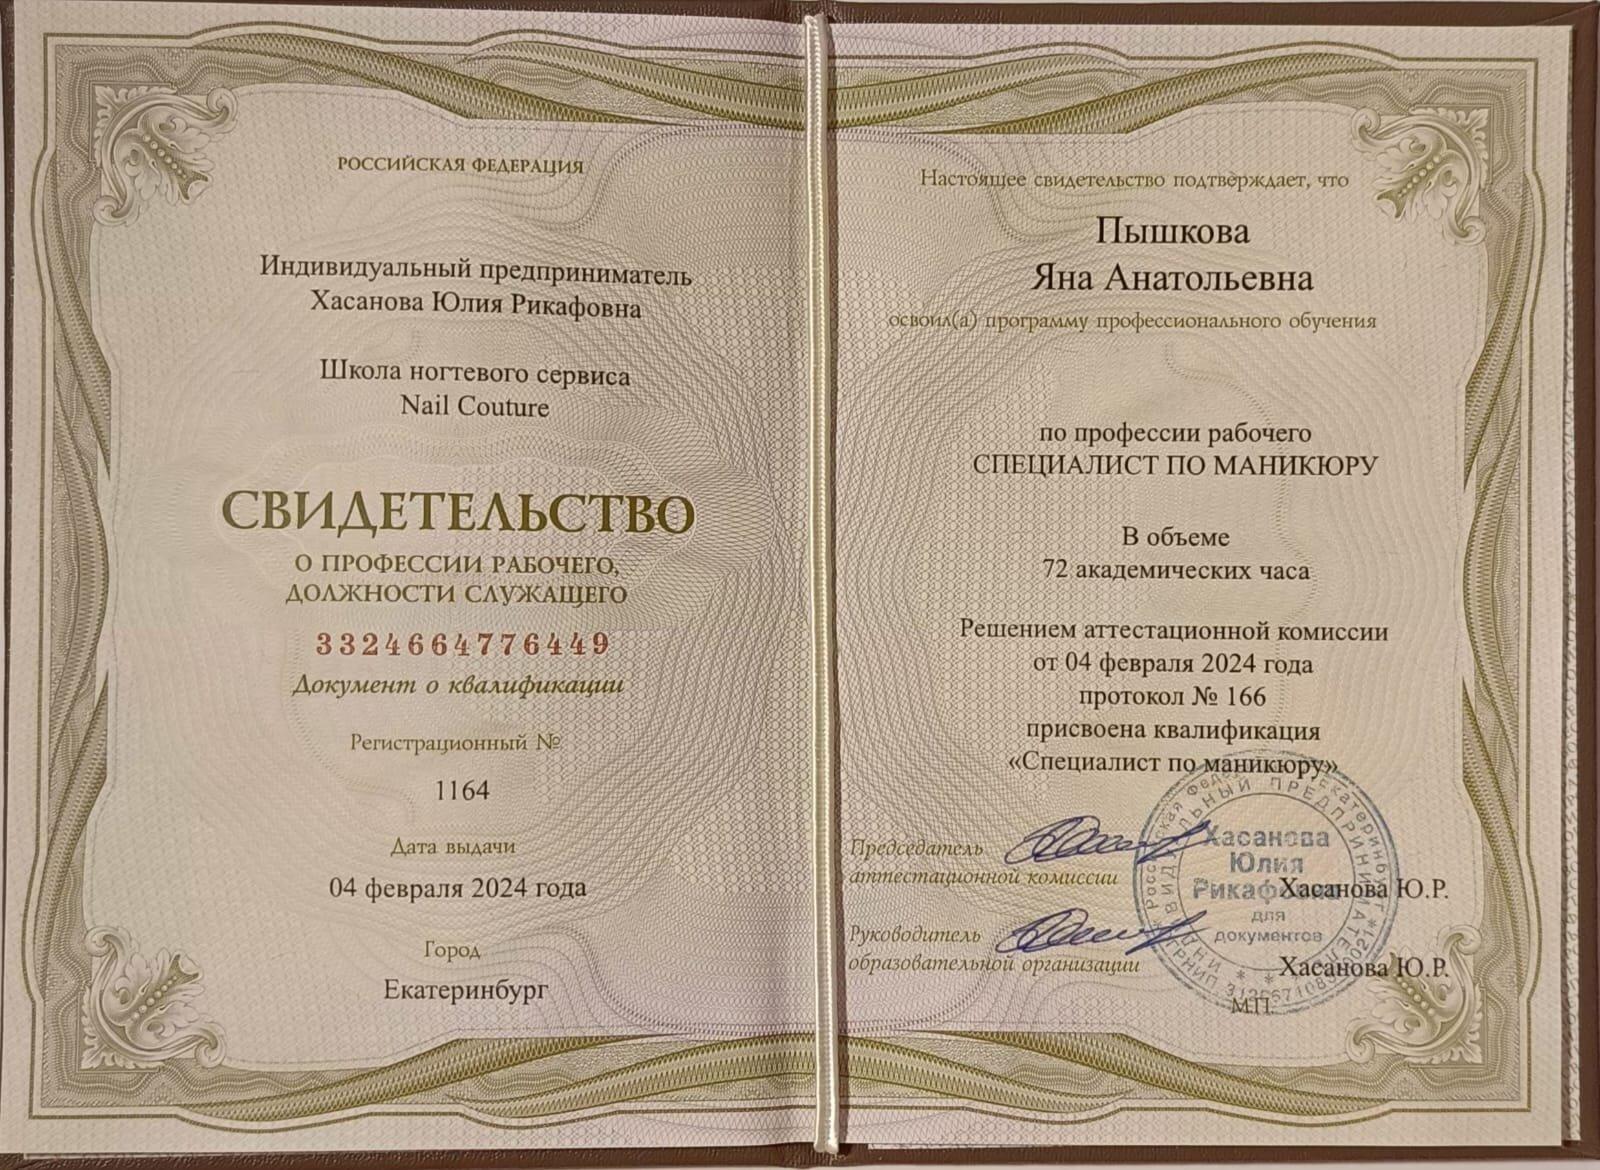 РОССИЙСКАЯ ФЕДЕРАЦИЯ
Индивидуальный предприниматель
Хасанова Юлия Рикафовна
Школа ногтевого сервиса
Nail Couture
СВИДЕТЕЛЬСТВО
О ПРОФЕССИИ РАБОЧЕГО,
ДОЛЖНОСТИ СЛУЖАЩЕГО
3324664776449
Документ о квалификации
Регистрационный №
1164
Дата выдачи
04 февраля 2024 года
Город
Екатеринбург
Настоящее свидетельство подтверждает, что
Пышкова
Яна Анатольевна
освоил(а) программу профессионального обучения
по профессии рабочего
СПЕЦИАЛИСТ ПО МАНИКЮРУ
В объеме
72 академических часа
Решением аттестационной комиссии
от 04 февраля 2024 года
протокол № 166
присвоена квалификация
«Специалист по маникюру»
Председатель
аттестационной комиссии
Хасанова Ю.Р.
Руководитель
образовательной организации
Хасанова Ю.Р.
М.П.
Хасанова
Юлия
Рикафовна
для
документов